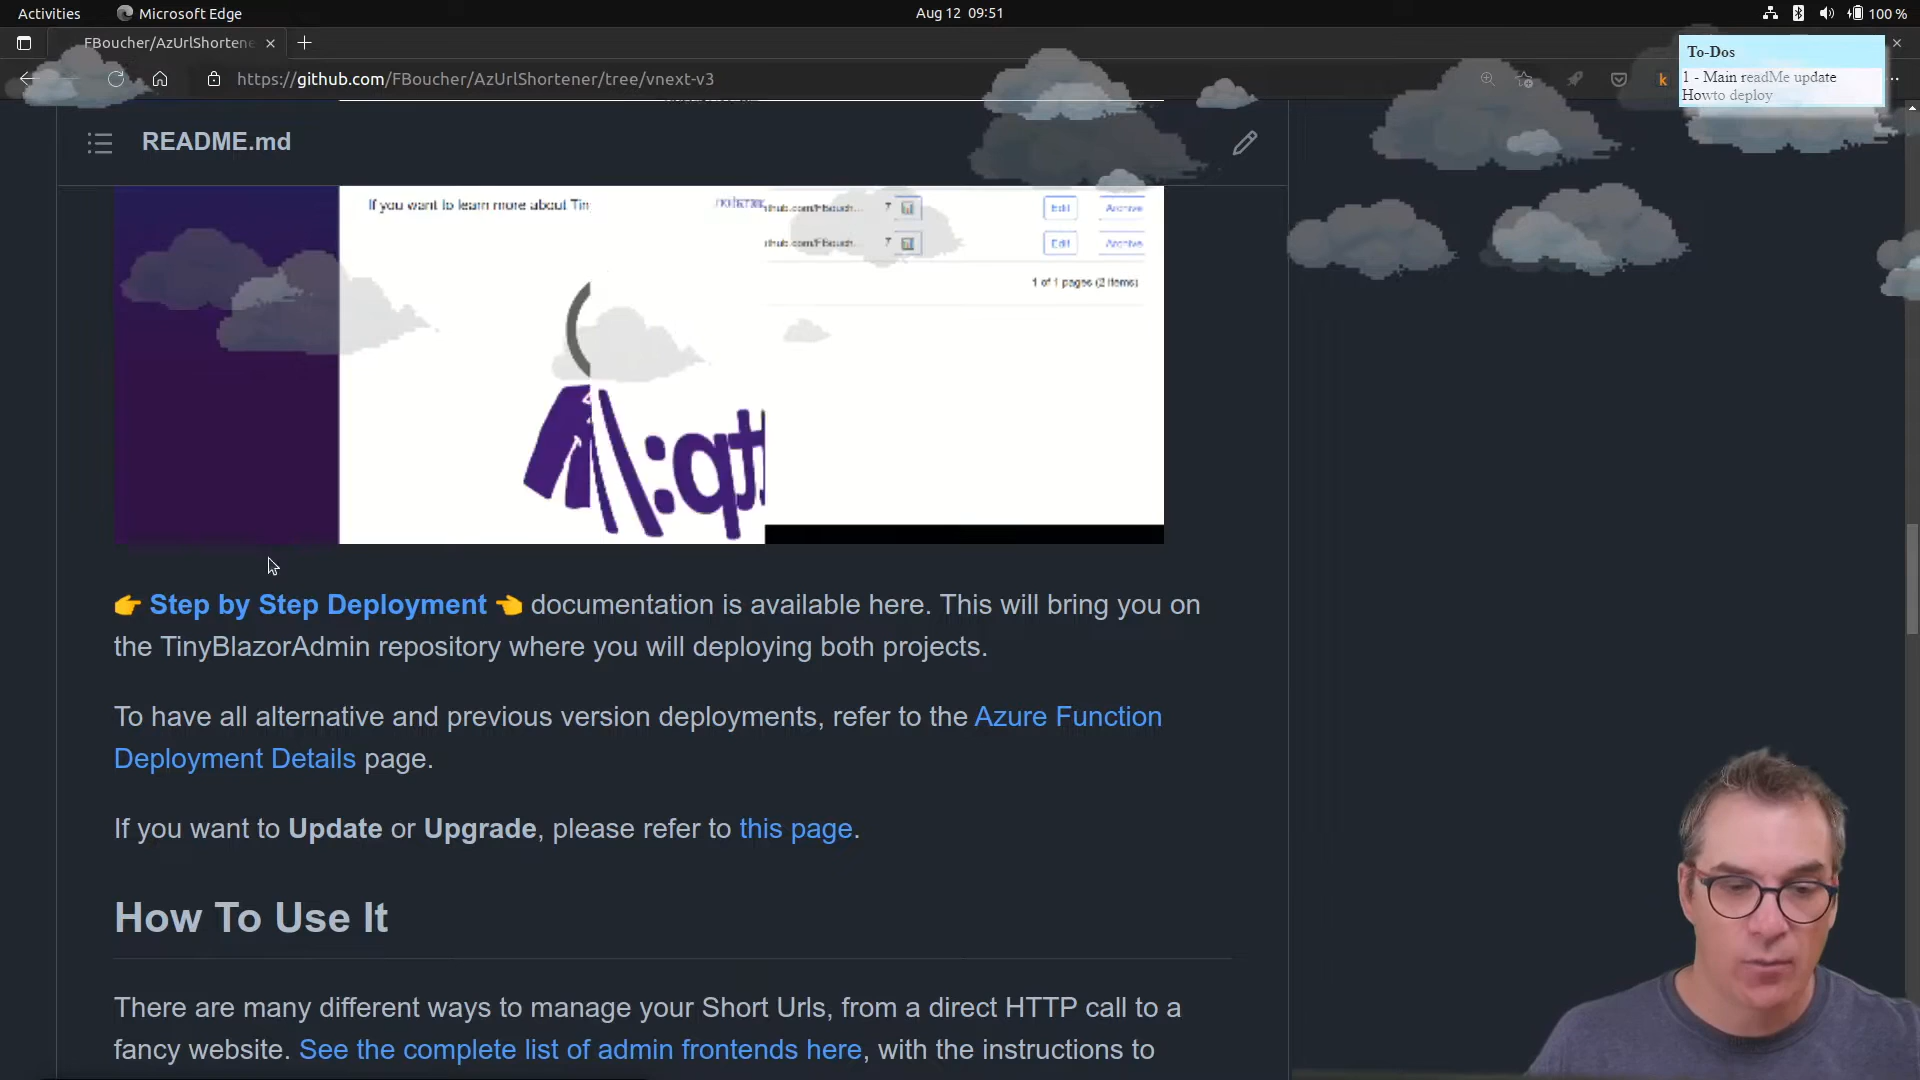 Activities
Microsoft Edge
Aug 12 09:51
100 %
FBoucher/AzUrlShortene
https://github.com/FBoucher/AzUrlShortener/tree/vnext-v3
To-Dos
1 - Main readMe update
Howto deploy
README.md
If you want to learn more about Tin
7
Edit
Archive
7
Edit
Archive
1 of 1 pages (2 items)
👉 Step by Step Deployment 👈 documentation is available here. This will bring you on
the TinyBlazorAdmin repository where you will deploying both projects.
To have all alternative and previous version deployments, refer to the Azure Function
Deployment Details page.
If you want to Update or Upgrade, please refer to this page.
How To Use It
There are many different ways to manage your Short Urls, from a direct HTTP call to a
fancy website. See the complete list of admin frontends here, with the instructions to